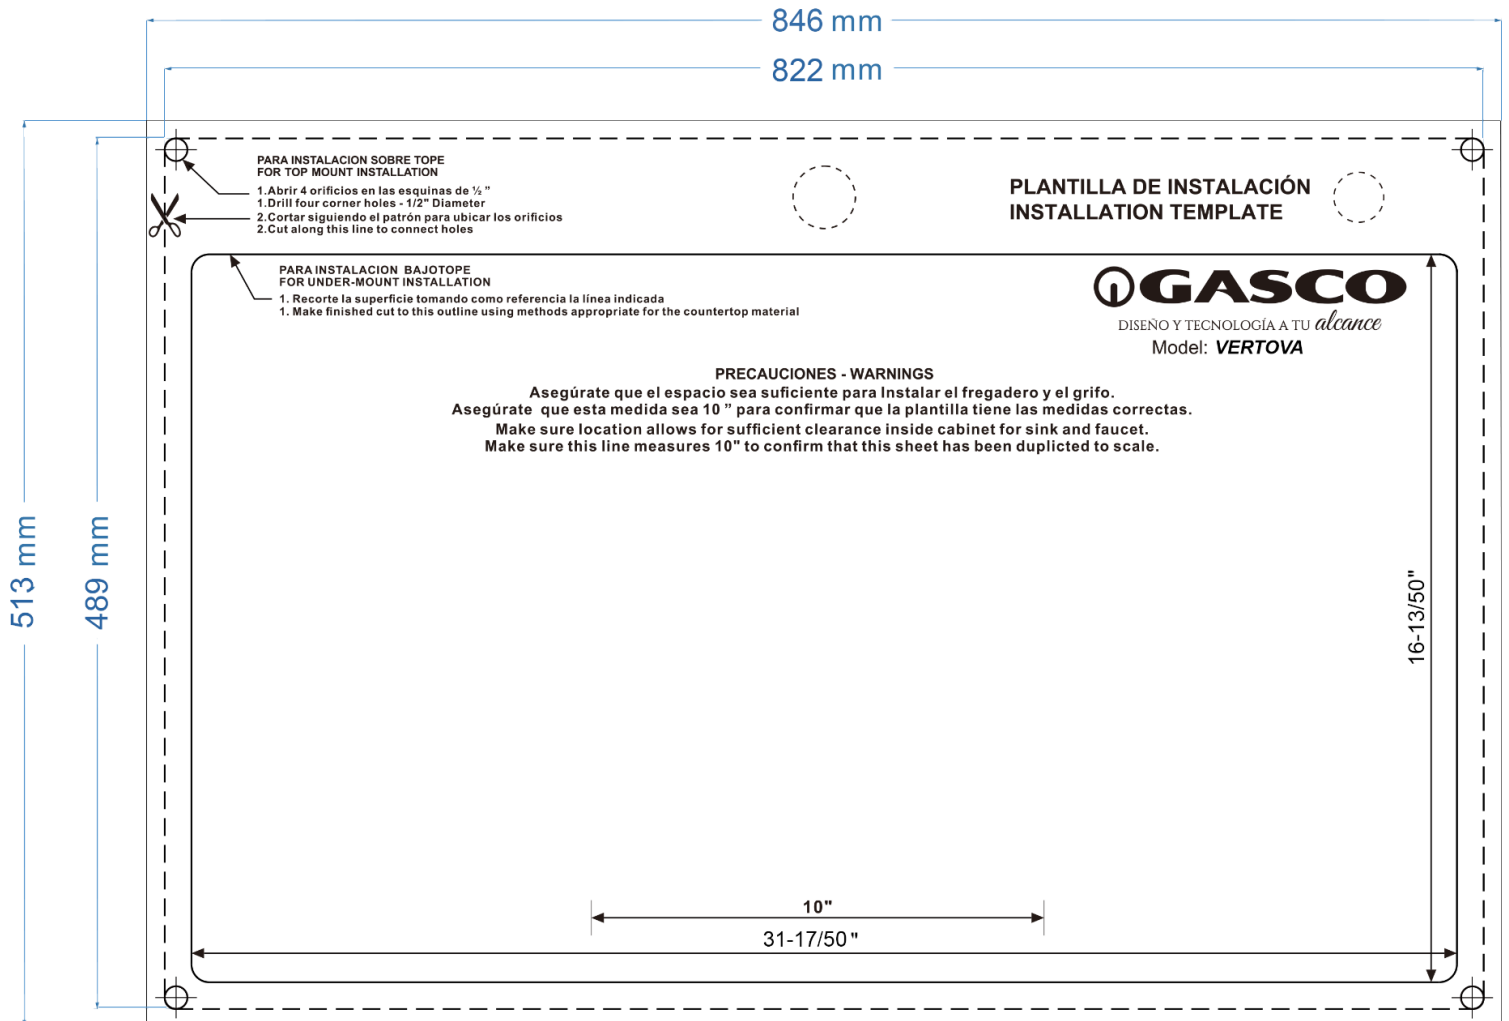 846 mm
822 mm
513 mm
489 mm
PARA INSTALACION SOBRE TOPE
FOR TOP MOUNT INSTALLATION
1.Abrir 4 orificios en las esquinas de ½ "
1.Drill four corner holes - 1/2" Diameter
2.Cortar siguiendo el patrón para ubicar los orificios
2.Cut along this line to connect holes
PLANTILLA DE INSTALACIÓN
INSTALLATION TEMPLATE
PARA INSTALACION BAJOTOPE
FOR UNDER-MOUNT INSTALLATION
1. Recorte la superficie tomando como referencia la línea indicada
1. Make finished cut to this outline using methods appropriate for the countertop material
GASCO
DISEÑO Y TECNOLOGÍA A TU alcance
Model: VERTOVA
PRECAUCIONES - WARNINGS
Asegúrate que el espacio sea suficiente para Instalar el fregadero y el grifo.
Asegúrate que esta medida sea 10 ” para confirmar que la plantilla tiene las medidas correctas.
Make sure location allows for sufficient clearance inside cabinet for sink and faucet.
Make sure this line measures 10" to confirm that this sheet has been duplicted to scale.
16-13/50"
10"
31-17/50"